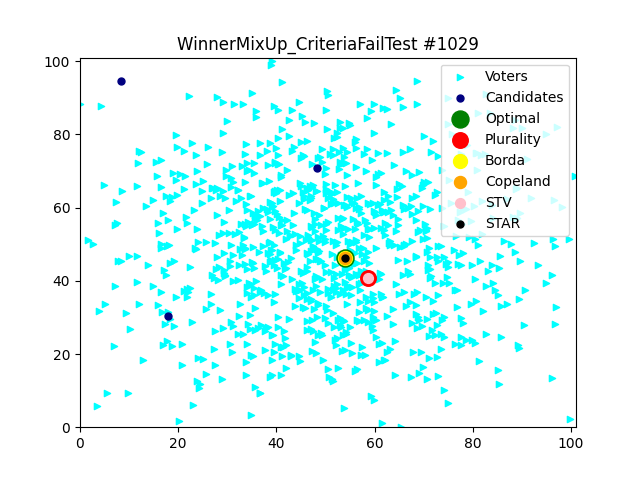 WinnerMixUp_CriteriaFailTest #1029
100
80
60
40
20
0
0
20
40
60
80
100
Voters
Candidates
Optimal
Plurality
Borda
Copeland
STV
STAR